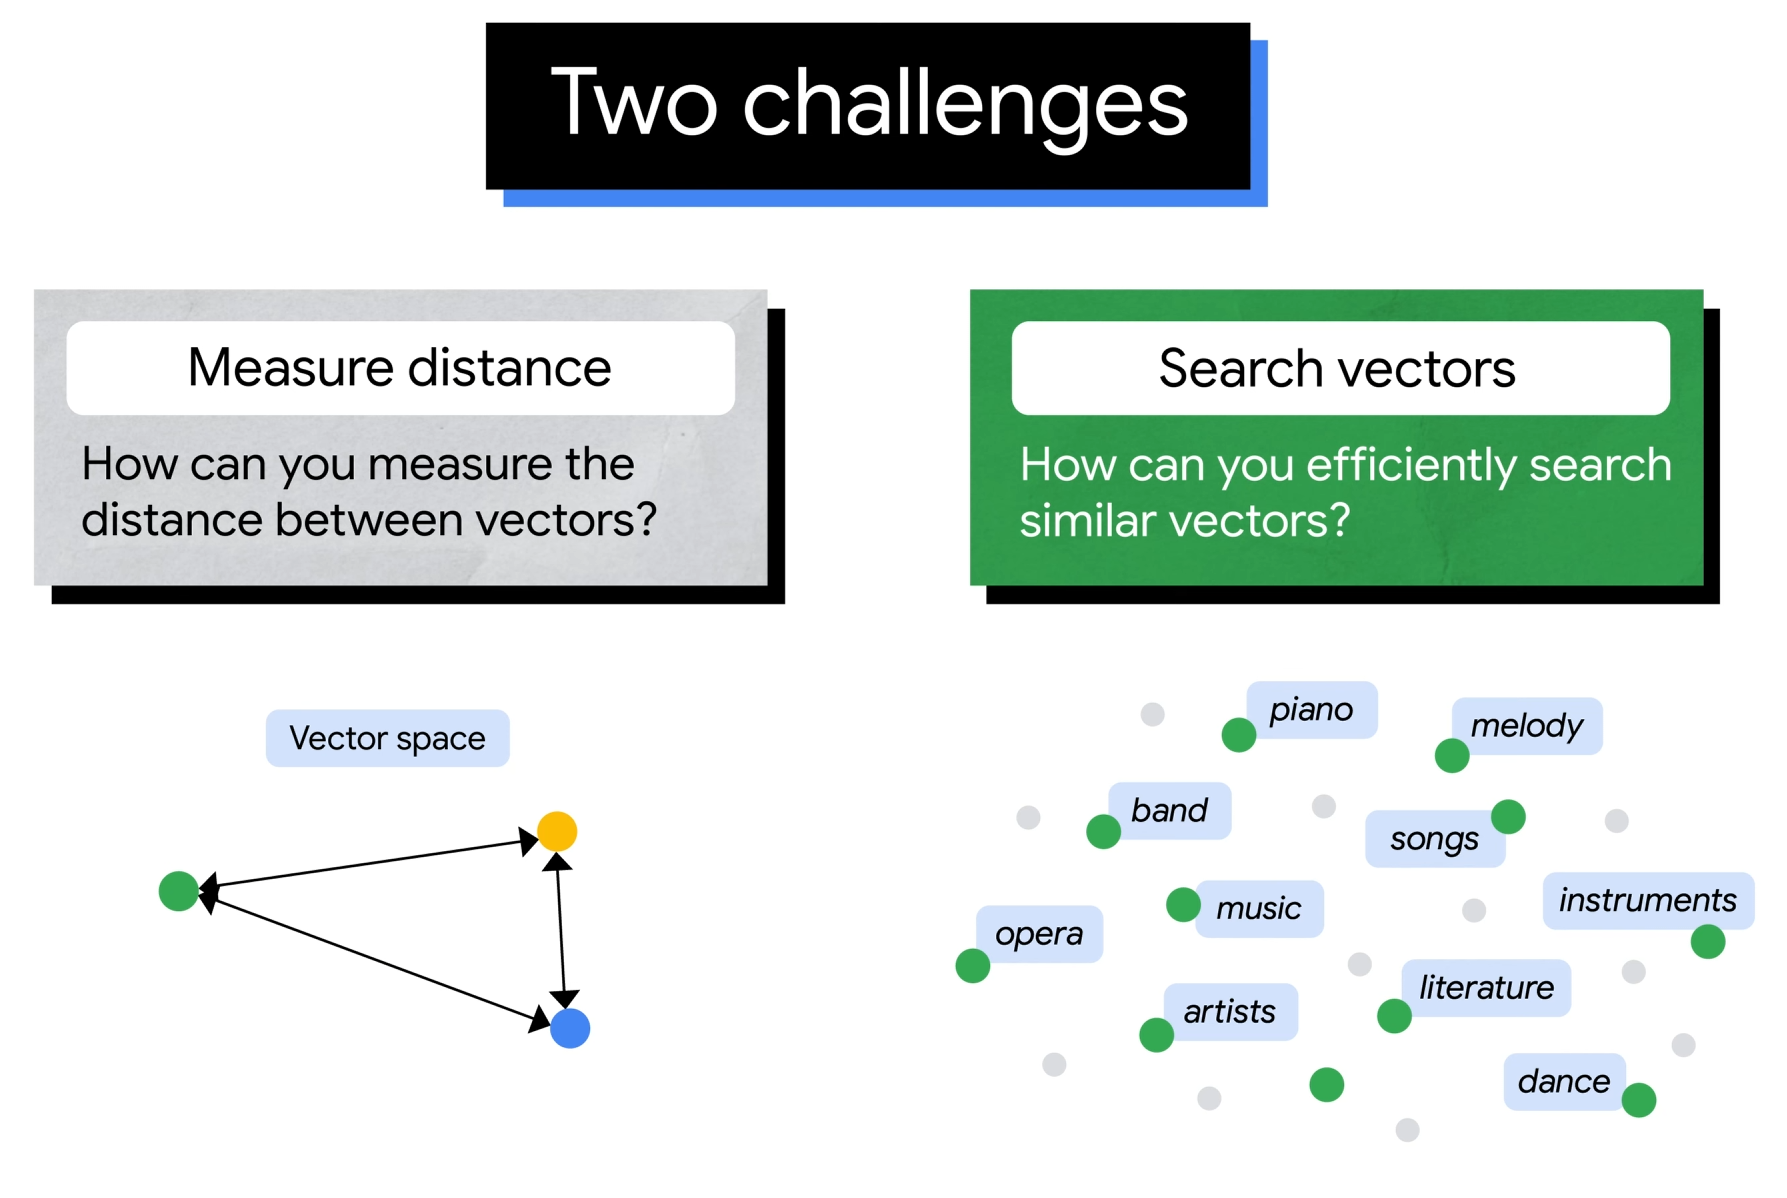 Two challenges
Measure distance
How can you measure the
distance between vectors?
Search vectors
How can you efficiently search
similar vectors?
Vector space
piano
melody
band
songs
instruments
music
opera
literature
artists
dance